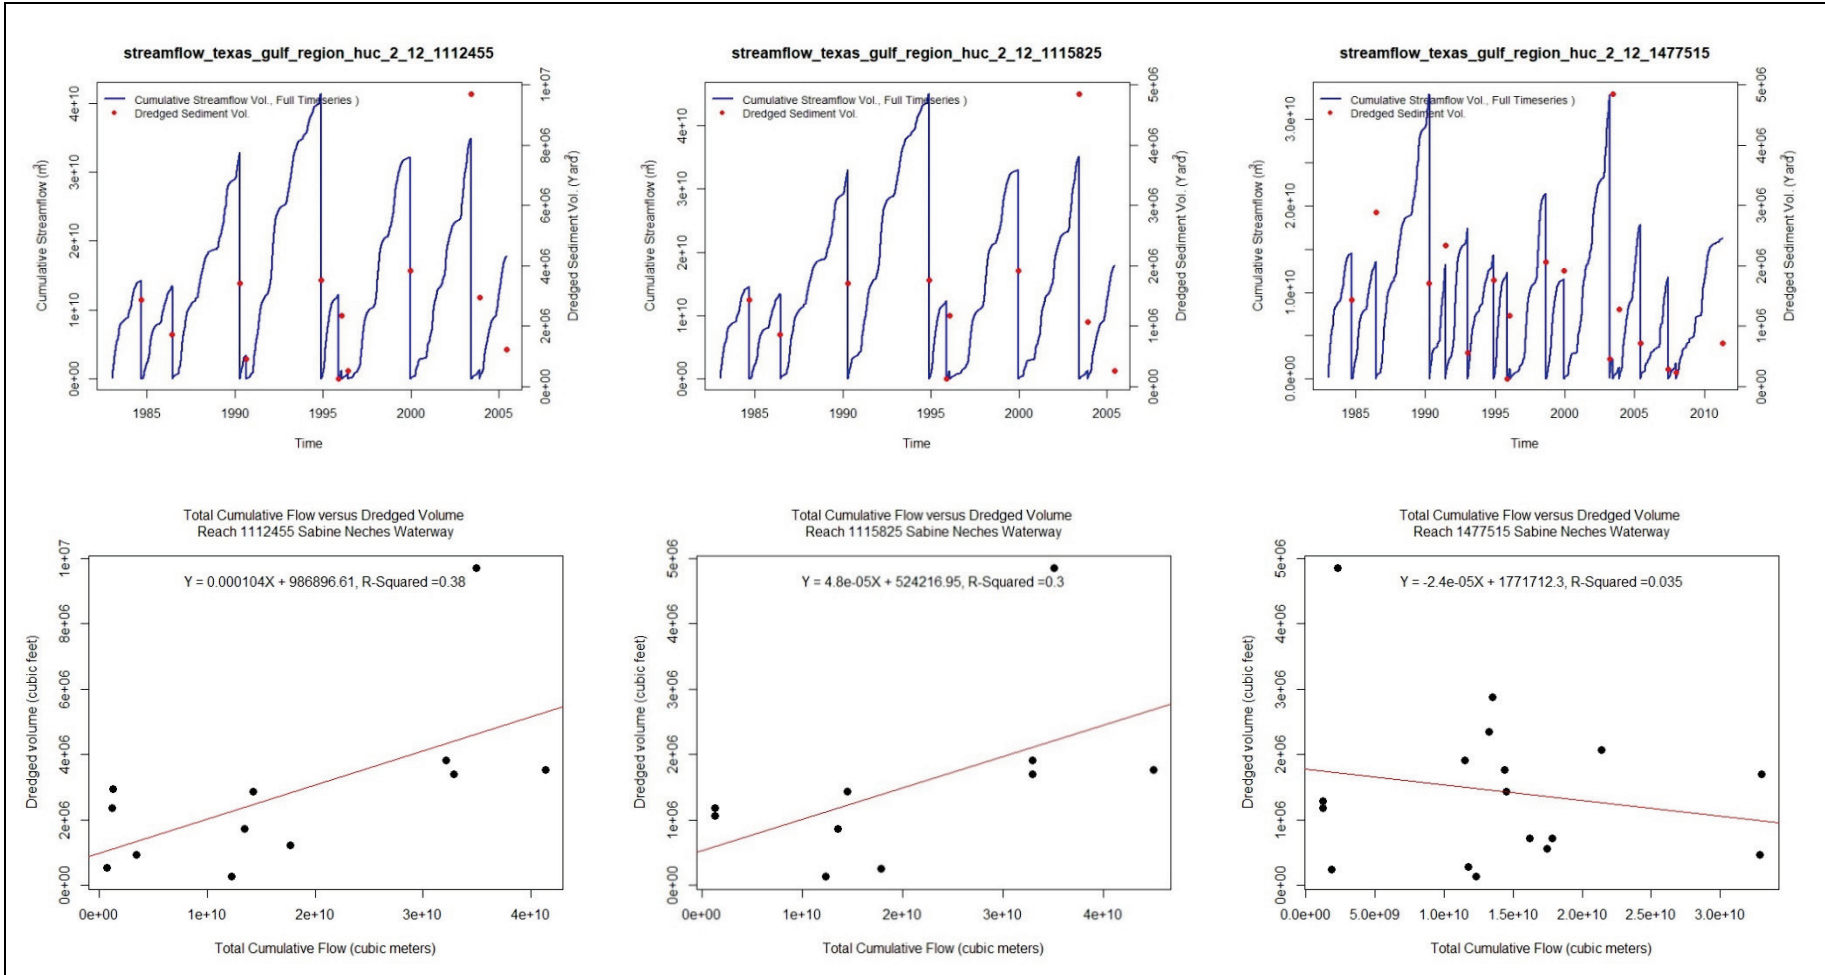 streamflow_texas_gulf_region_huc_2_12_1112455
Cumulative Streamflow Vol., Full Timeseries )
Dredged Sediment Vol.
Cumulative Streamflow (m³)
0e+00 1e+10 2e+10 3e+10 4e+10
Dredged Sediment Vol. (Yard³)
0e+00 2e+06 4e+06 6e+06 8e+06 1e+07
1985 1990 1995 2000 2005
Time
streamflow_texas_gulf_region_huc_2_12_1115825
Cumulative Streamflow Vol., Full Timeseries )
Dredged Sediment Vol.
Cumulative Streamflow (m³)
0e+00 1e+10 2e+10 3e+10 4e+10
Dredged Sediment Vol. (Yard³)
0e+00 1e+06 2e+06 3e+06 4e+06 5e+06
1985 1990 1995 2000 2005
Time
streamflow_texas_gulf_region_huc_2_12_1477515
Cumulative Streamflow Vol., Full Timeseries )
Dredged Sediment Vol.
Cumulative Streamflow (m³)
0.0e+00 1.0e+10 2.0e+10 3.0e+10
Dredged Sediment Vol. (Yard³)
0e+00 1e+06 2e+06 3e+06 4e+06 5e+06
1985 1990 1995 2000 2005 2010
Time
Total Cumulative Flow versus Dredged Volume
Reach 1112455 Sabine Neches Waterway
Y = 0.000104X + 986896.61, R-Squared =0.38
Dredged volume (cubic feet)
0e+00 2e+06 4e+06 6e+06 8e+06 1e+07
0e+00 1e+10 2e+10 3e+10 4e+10
Total Cumulative Flow (cubic meters)
Total Cumulative Flow versus Dredged Volume
Reach 1115825 Sabine Neches Waterway
Y = 4.8e-05X + 524216.95, R-Squared =0.3
Dredged volume (cubic feet)
0e+00 1e+06 2e+06 3e+06 4e+06 5e+06
0e+00 1e+10 2e+10 3e+10 4e+10
Total Cumulative Flow (cubic meters)
Total Cumulative Flow versus Dredged Volume
Reach 1477515 Sabine Neches Waterway
Y = -2.4e-05X + 1771712.3, R-Squared =0.035
Dredged volume (cubic feet)
0e+00 1e+06 2e+06 3e+06 4e+06 5e+06
0.0e+00 5.0e+09 1.0e+10 1.5e+10 2.0e+10 2.5e+10 3.0e+10
Total Cumulative Flow (cubic meters)